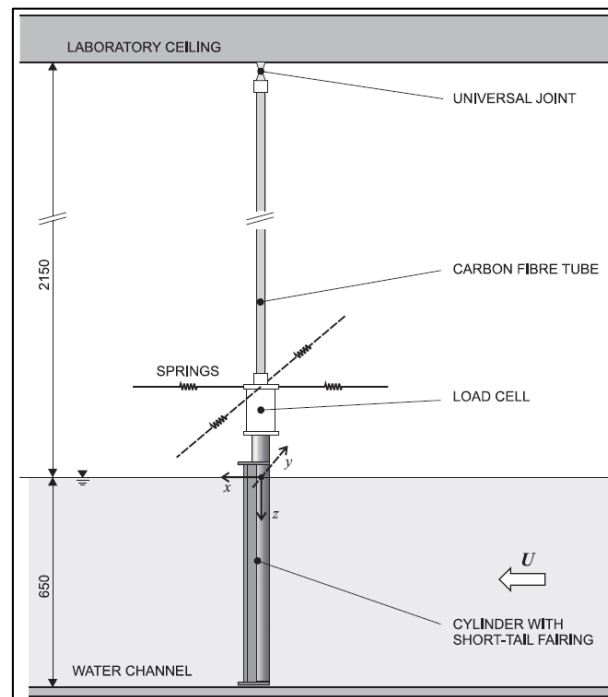 LABORATORY CEILING
UNIVERSAL JOINT
2150
CARBON FIBRE TUBE
SPRINGS
LOAD CELL
y
x
z
U
650
CYLINDER WITH
SHORT-TAIL FAIRING
WATER CHANNEL